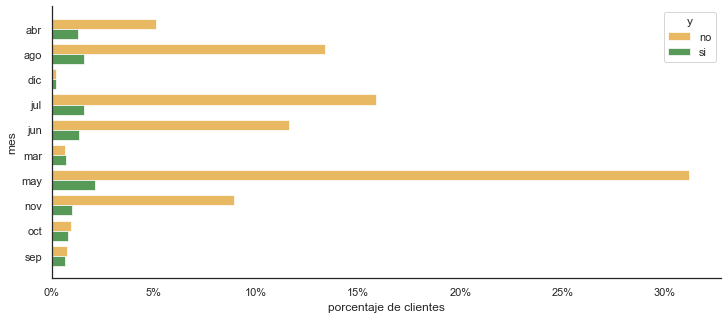 y
no
si
mes
abr
ago
dic
jul
jun
mar
may
nov
oct
sep
0% 5% 10% 15% 20% 25% 30%
porcentaje de clientes